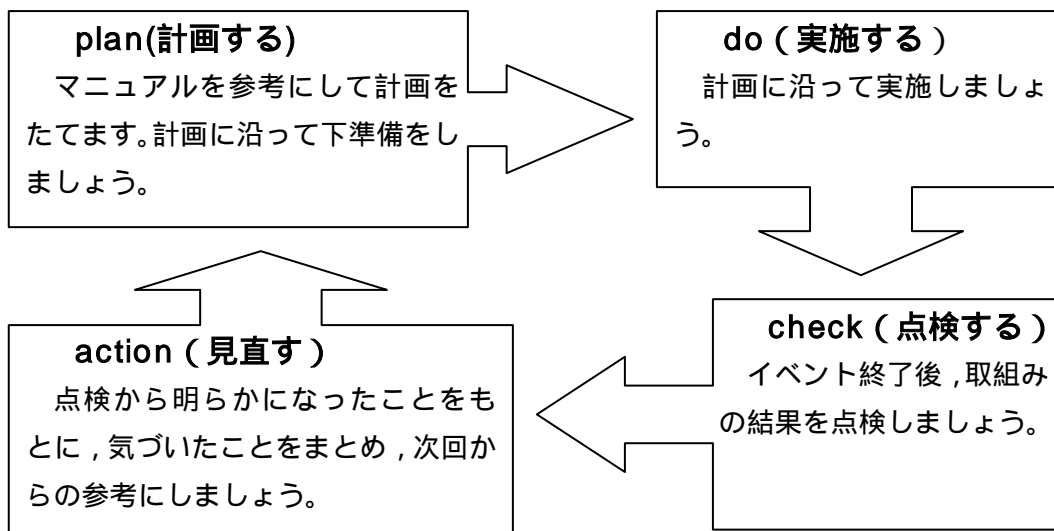 plan(計画する)
マニュアルを参考にして計画を
たてます。計画に沿って下準備をし
ましょう。
do(実施する)
計画に沿って実施しましょ
う。
check(点検する)
イベント終了後,取組み
の結果を点検しましょう。
action(見直す)
点検から明らかになったことをも
とに,気づいたことをまとめ,次回か
らの参考にしましょう。